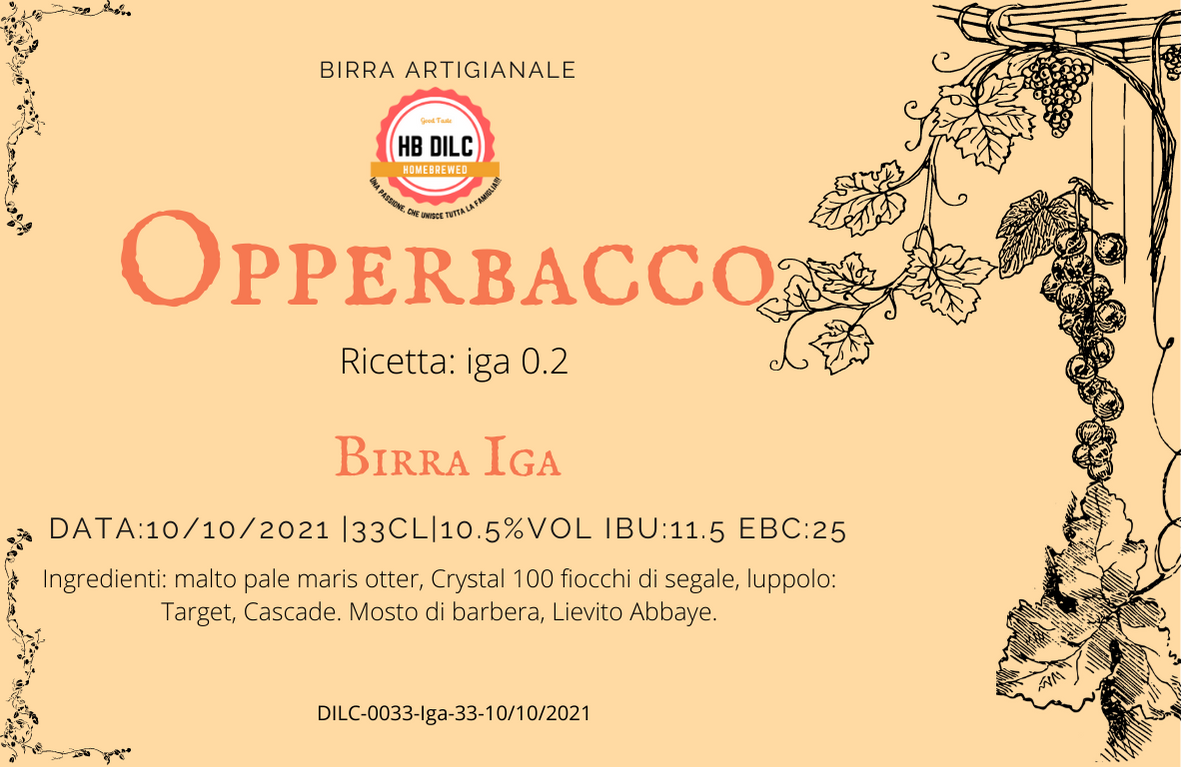 BIRRA ARTIGIANALE
Good Taste
HB DILC
HOMEBREWED
UNA PASSIONE, CHE UNISCE TUTTA LA FAMIGLIA!!!
OPPERBACCO
Ricetta: iga 0.2
BIRRA IGA
DATA:10/10/2021 |33CL|10.5%VOL IBU:11.5 EBC:25
Ingredienti: malto pale maris otter, Crystal 100 fiocchi di segale, luppolo:
Target, Cascade. Mosto di barbera, Lievito Abbaye.
DILC-0033-Iga-33-10/10/2021